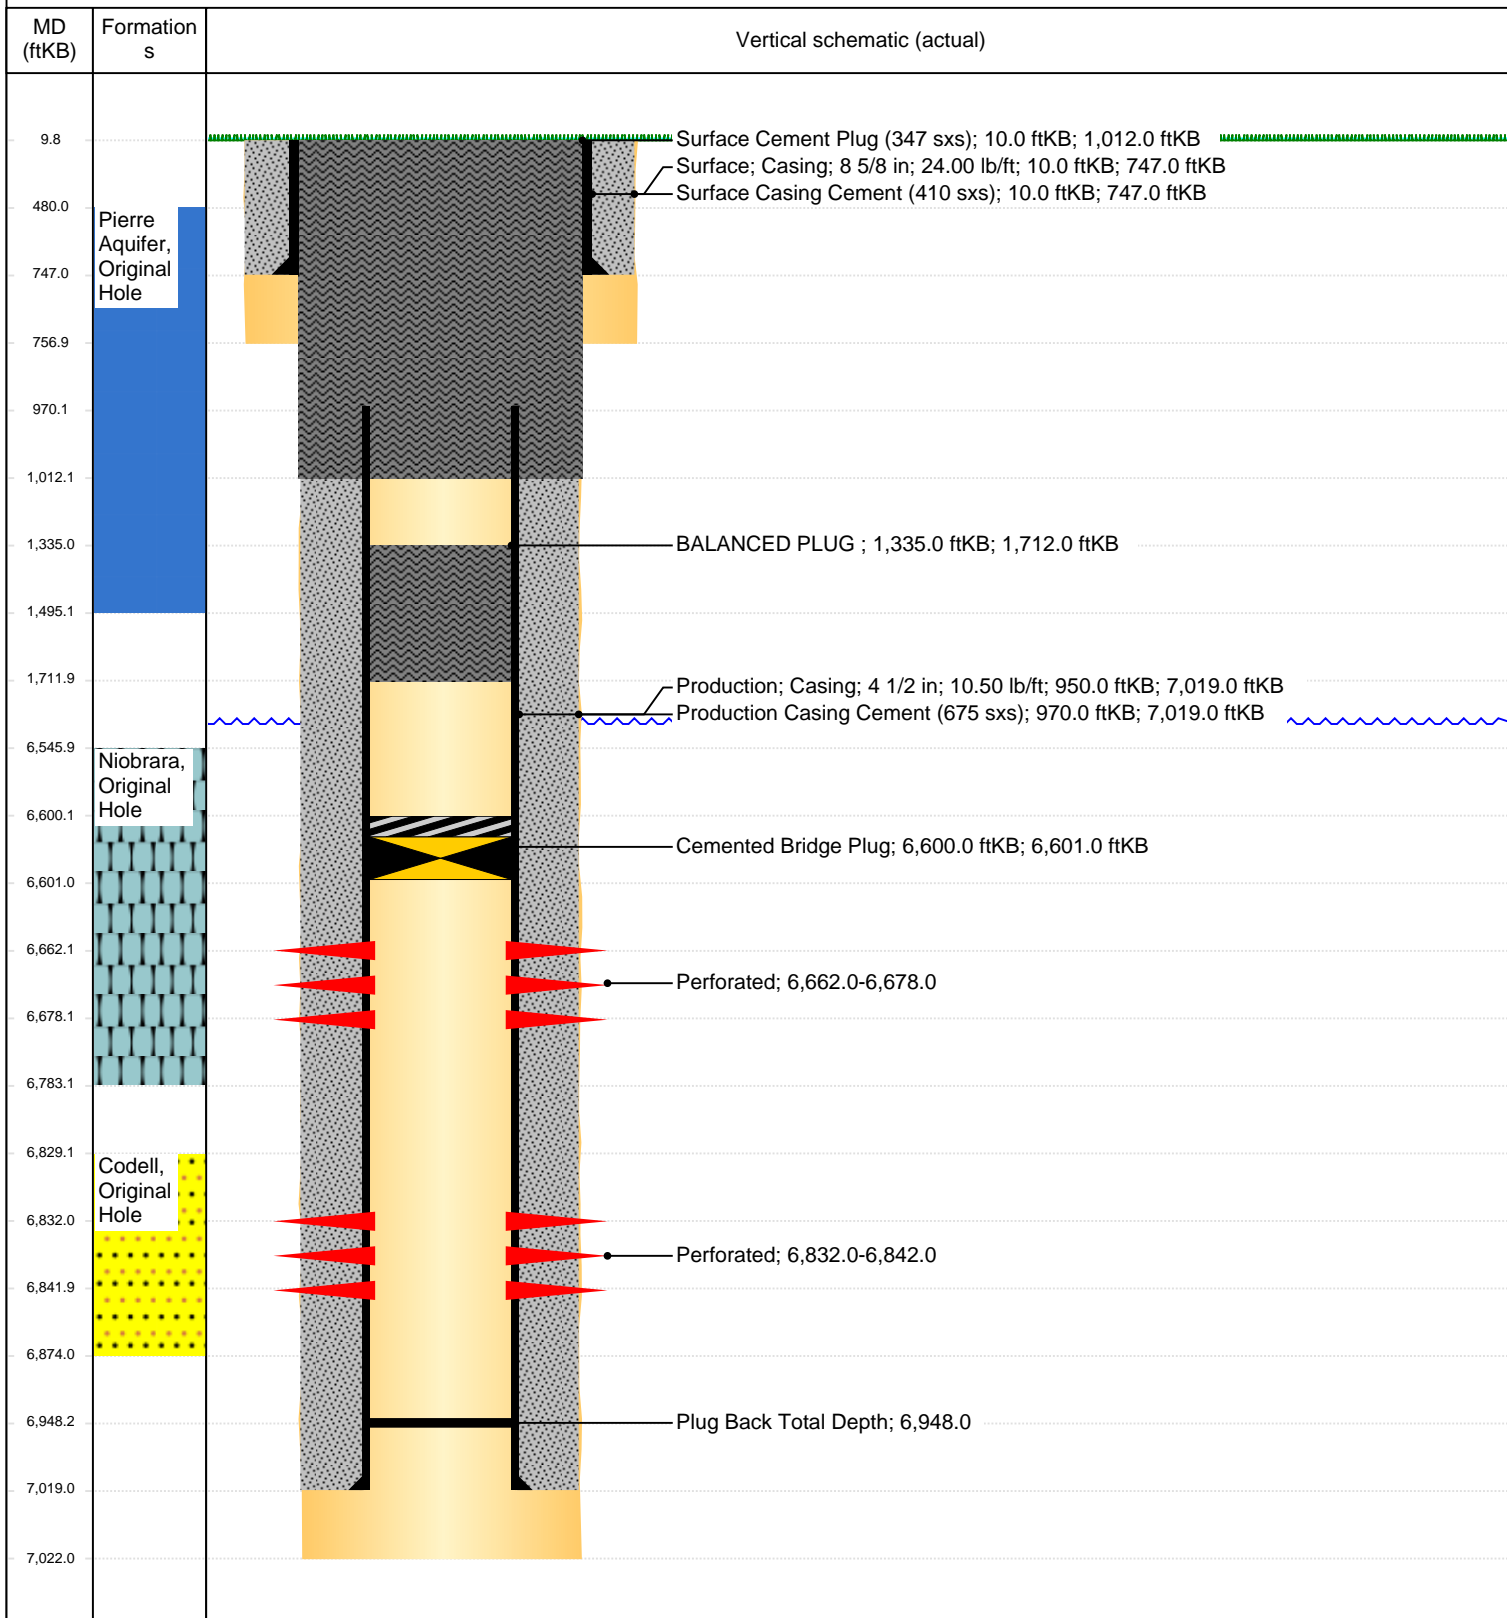 MD
(ftKB)
Formation
s
Vertical schematic (actual)
9.8
Surface Cement Plug (347 sxs); 10.0 ftKB; 1,012.0 ftKB
Surface; Casing; 8 5/8 in; 24.00 lb/ft; 10.0 ftKB; 747.0 ftKB
Surface Casing Cement (410 sxs); 10.0 ftKB; 747.0 ftKB
480.0
Pierre
Aquifer,
Original
Hole
747.0
756.9
970.1
1,012.1
1,335.0
BALANCED PLUG ; 1,335.0 ftKB; 1,712.0 ftKB
1,495.1
1,711.9
Production; Casing; 4 1/2 in; 10.50 lb/ft; 950.0 ftKB; 7,019.0 ftKB
Production Casing Cement (675 sxs); 970.0 ftKB; 7,019.0 ftKB
6,545.9
Niobrara,
Original
Hole
6,600.1
Cemented Bridge Plug; 6,600.0 ftKB; 6,601.0 ftKB
6,601.0
6,662.1
Perforated; 6,662.0-6,678.0
6,678.1
6,783.1
6,829.1
Codell,
Original
Hole
6,832.0
Perforated; 6,832.0-6,842.0
6,841.9
6,874.0
6,948.2
Plug Back Total Depth; 6,948.0
7,019.0
7,022.0